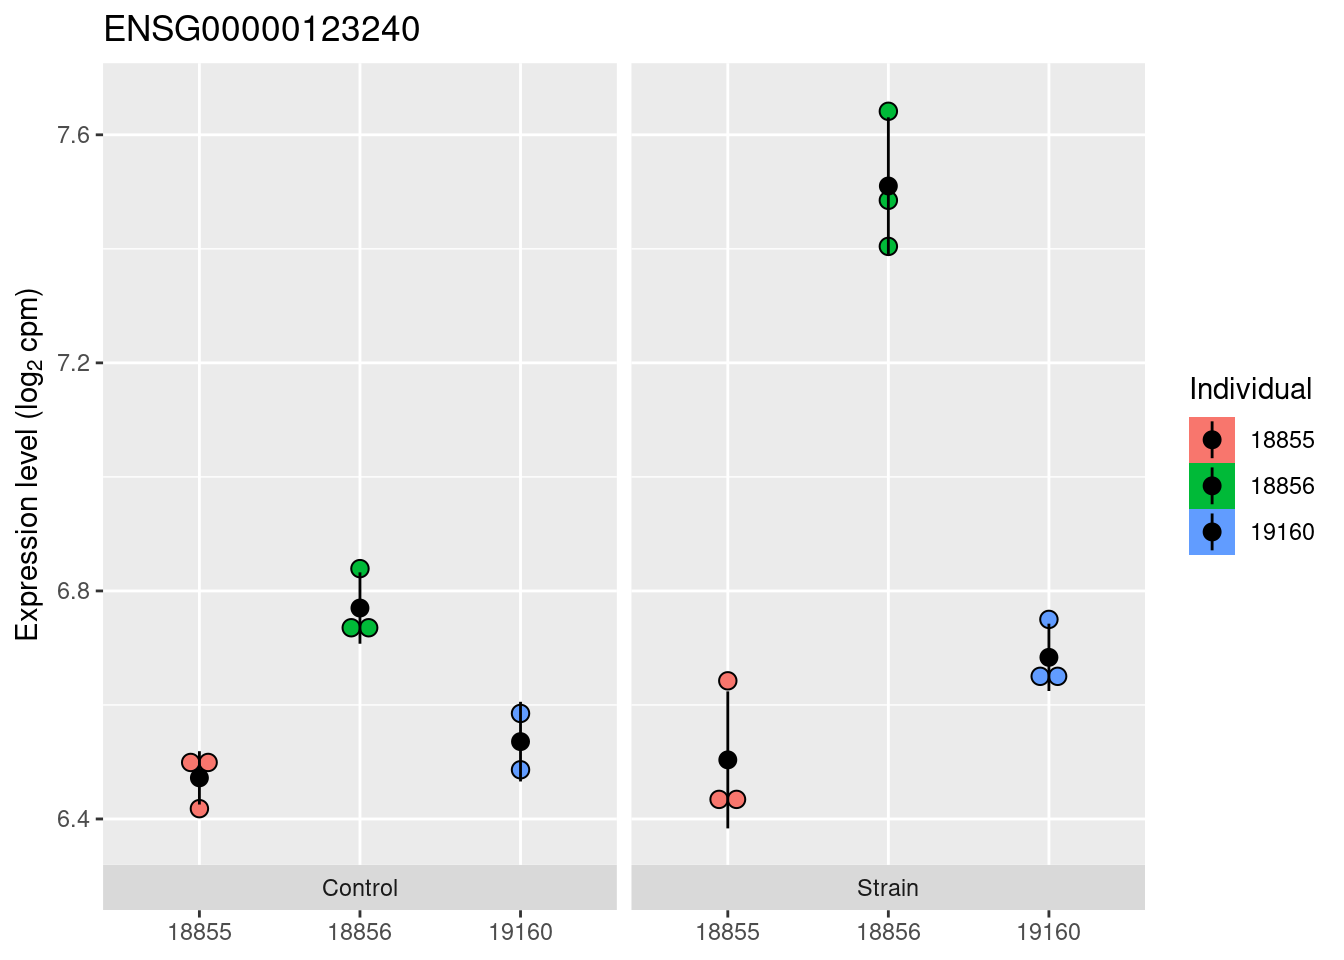 ENSG00000123240
Expression level (log₂ cpm)
7.6
7.2
6.8
6.4
Control
Strain
18855
18856
19160
18855
18856
19160
Individual
18855
18856
19160